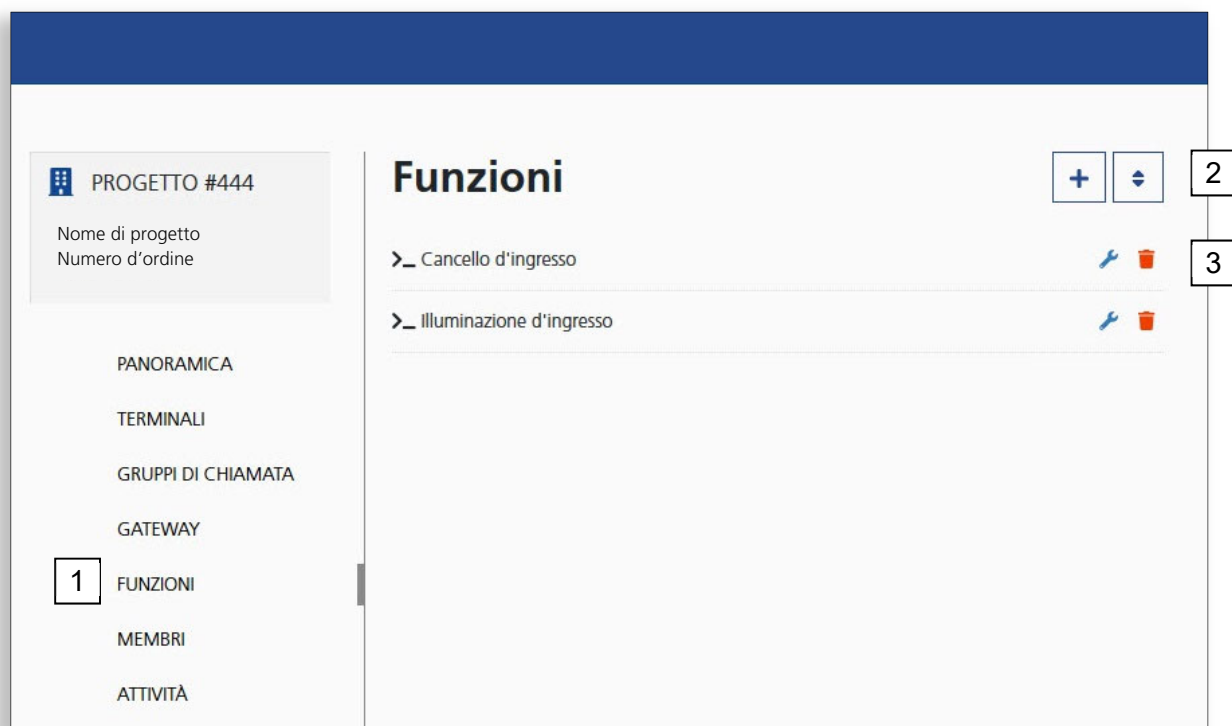 PROGETTO #444
Nome di progetto
Numero d'ordine
PANORAMICA
TERMINALI
GRUPPI DI CHIAMATA
GATEWAY
1 FUNZIONI
MEMBRI
ATTIVITÀ
Funzioni
2
>_ Cancello d'ingresso
3
>_ Illuminazione d'ingresso